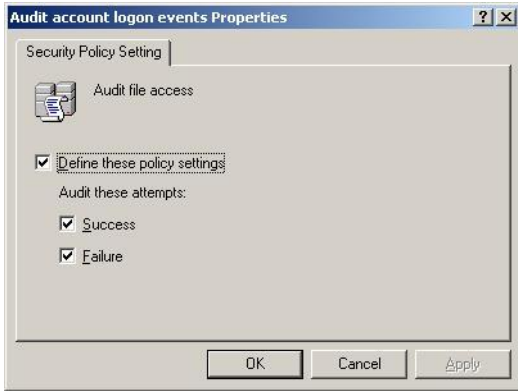 Audit account logon events Properties
Security Policy Setting
Audit file access
Define these policy settings
Audit these attempts:
Success
Failure
OK Cancel Apply